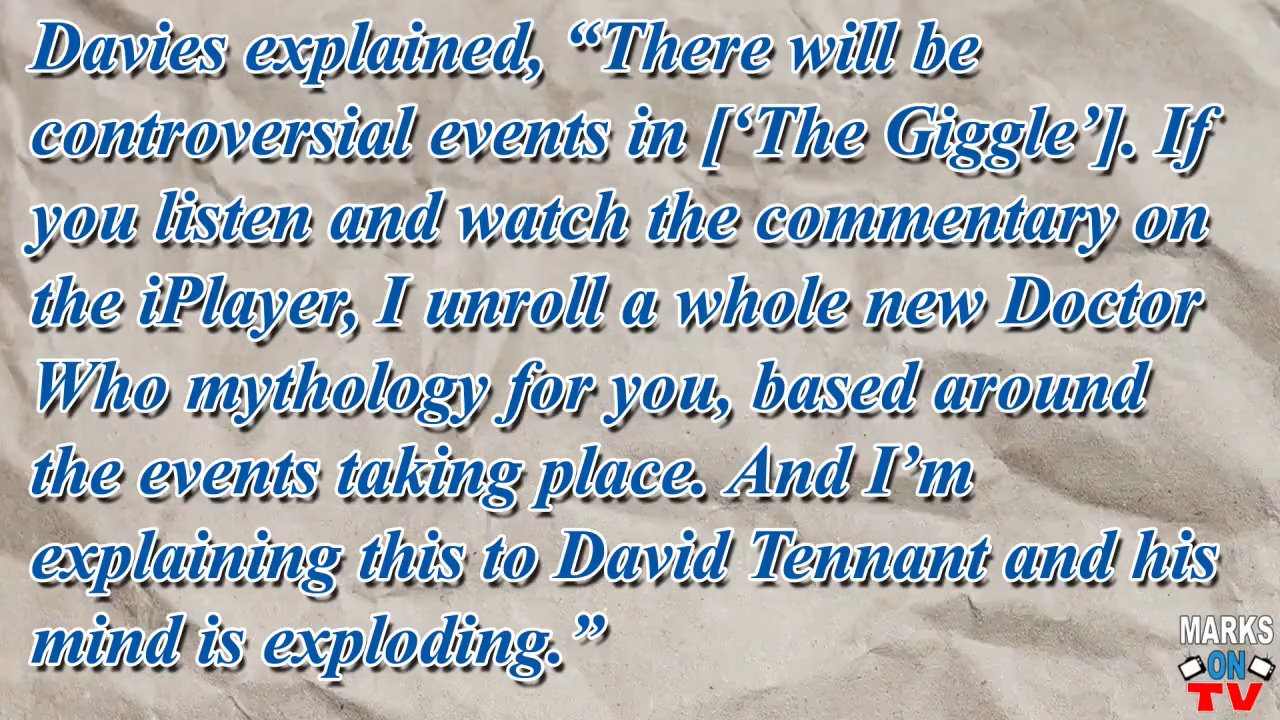 Davies explained, “There will be
controversial events in [‘The Giggle’]. If
you listen and watch the commentary on
the iPlayer, I unroll a whole new Doctor
Who mythology for you, based around
the events taking place. And I’m
explaining this to David Tennant and his
mind is exploding.”
MARKS
ON
TV